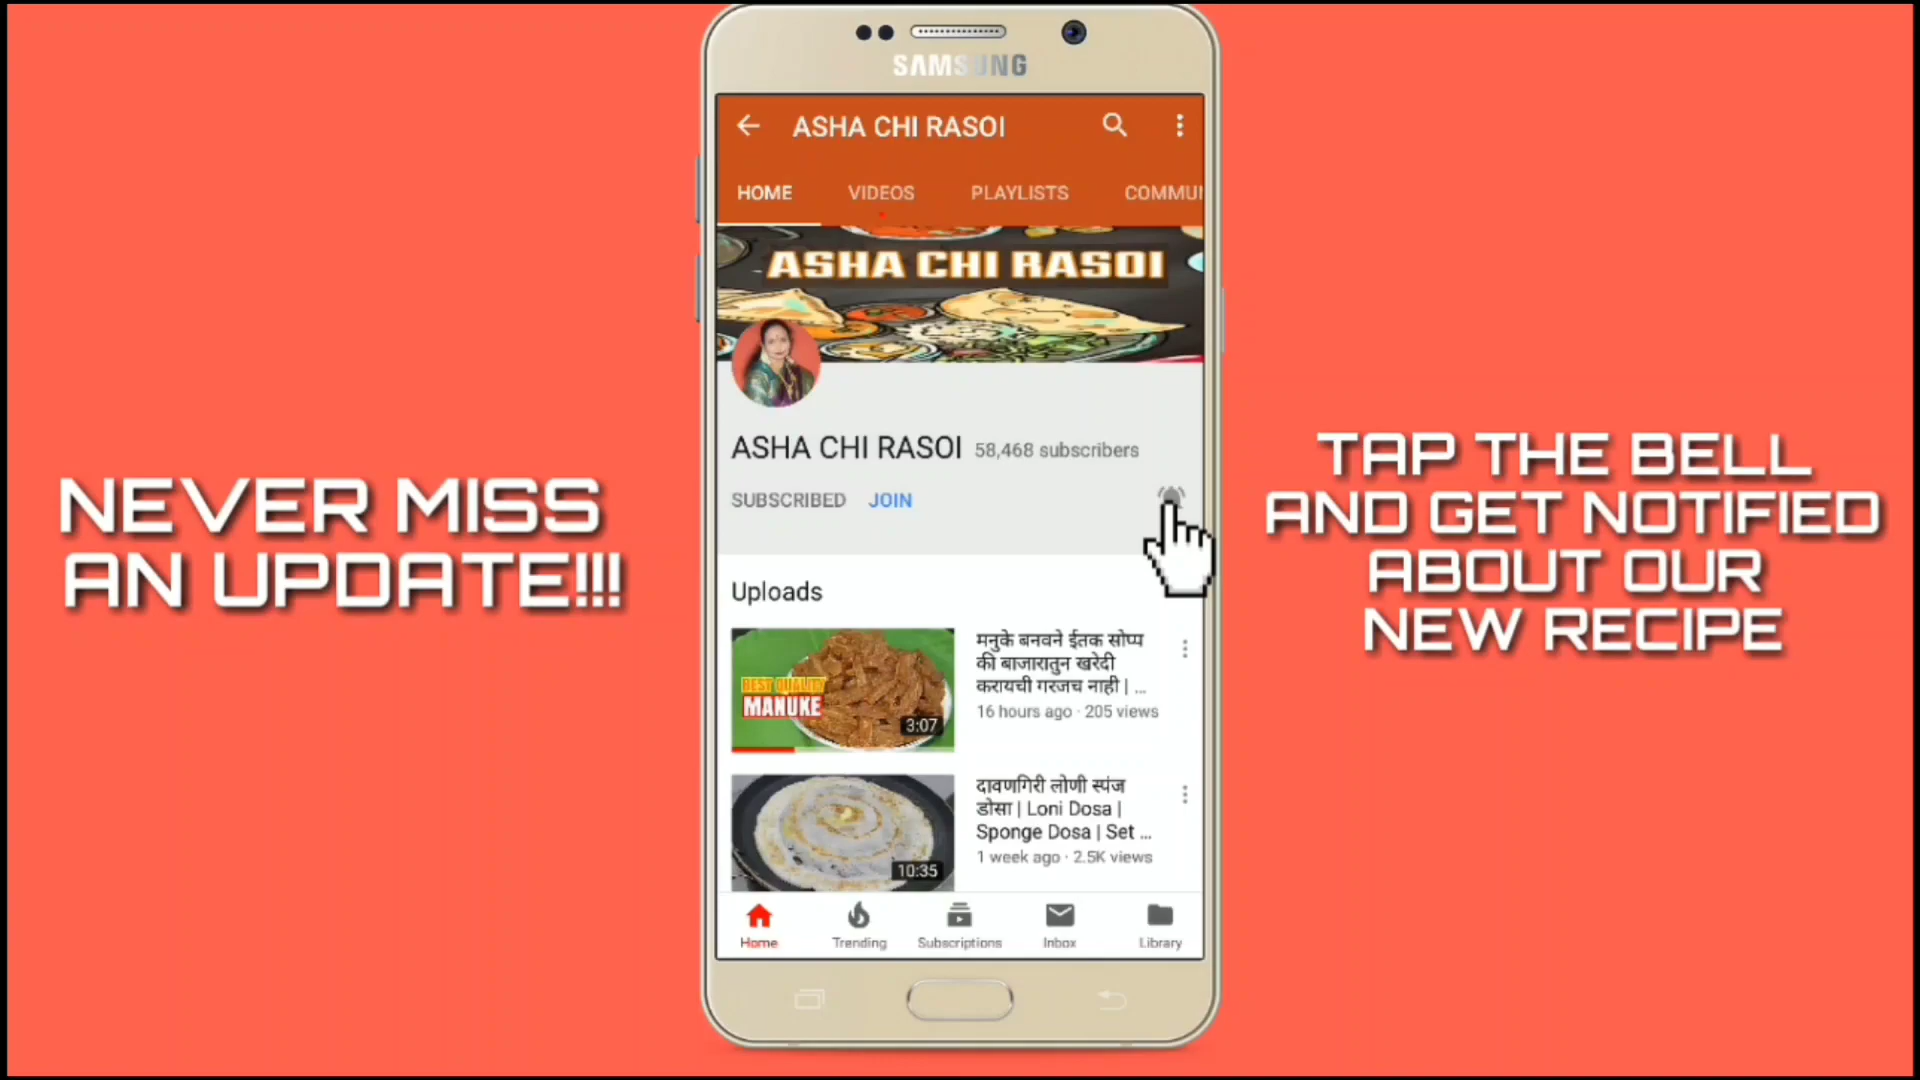 NEVER MISS
AN UPDATE!!!
SAMSUNG
ASHA CHI RASOI
HOME VIDEOS PLAYLISTS COMMUN
ASHA CHI RASOI
ASHA CHI RASOI 58,468 subscribers
SUBSCRIBED JOIN
Uploads
BEST QUALITY
MANUKE
3:07
मनुके बनवने ईतक सोप्प
की बाजारातुन खरेदी
करायची गरजच नाही | ...
16 hours ago · 205 views
10:35
दावणगिरी लोणी स्पंज
डोसा | Loni Dosa |
Sponge Dosa | Set ...
1 week ago · 2.5K views
Home Trending Subscriptions Inbox Library
TAP THE BELL
AND GET NOTIFIED
ABOUT OUR
NEW RECIPE